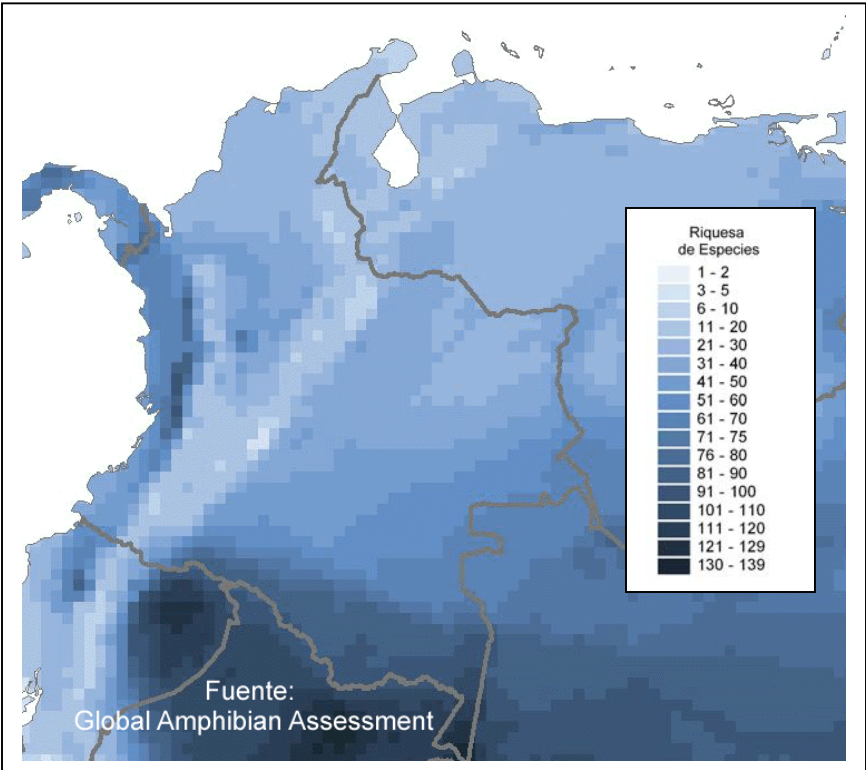 Riquesa
de Especies
1 - 2
3 - 5
6 - 10
11 - 20
21 - 30
31 - 40
41 - 50
51 - 60
61 - 70
71 - 75
76 - 80
81 - 90
91 - 100
101 - 110
111 - 120
121 - 129
130 - 139
Fuente:
Global Amphibian Assessment